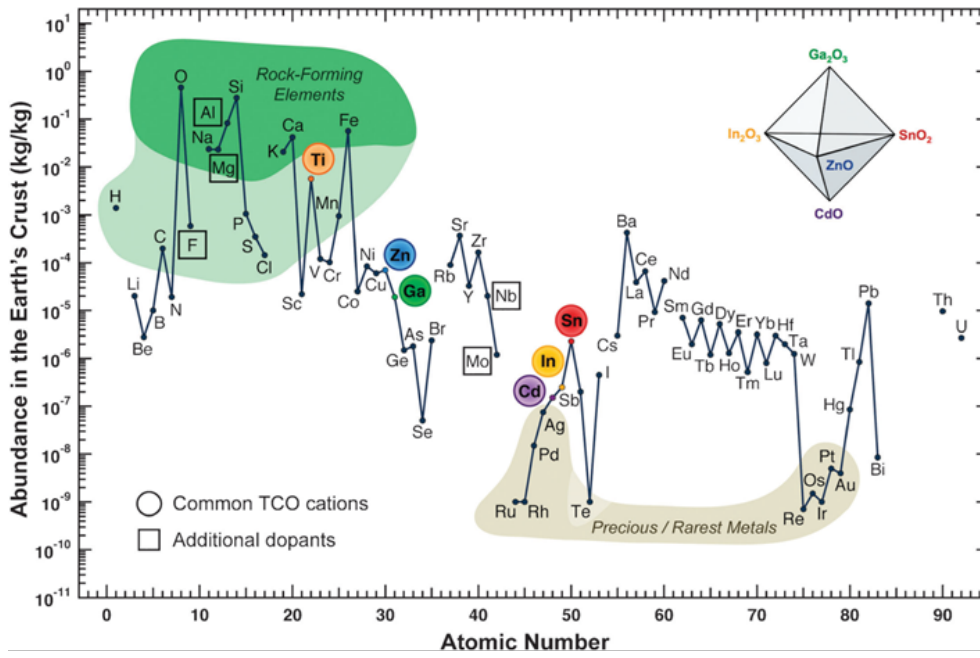 Abundance in the Earth's Crust (kg/kg)
10^1
10^0
10^-1
10^-2
10^-3
10^-4
10^-5
10^-6
10^-7
10^-8
10^-9
10^-10
10^-11
0
10
20
30
40
50
60
70
80
90
Atomic Number
Rock-Forming
Elements
H
Li
Be
B
C
N
O
F
Na
Mg
Al
Si
P
S
Cl
K
Ca
Sc
Ti
V
Cr
Mn
Fe
Co
Ni
Cu
Zn
Ga
Ge
As
Se
Br
Rb
Sr
Y
Zr
Nb
Mo
Ru
Rh
Pd
Ag
Cd
In
Sn
Sb
Te
I
Cs
Ba
La
Ce
Pr
Nd
Sm
Eu
Gd
Tb
Dy
Ho
Er
Tm
Yb
Lu
Hf
Ta
W
Re
Os
Ir
Pt
Au
Hg
Tl
Pb
Bi
Th
U
Precious / Rarest Metals
Common TCO cations
Additional dopants
Ga₂O₃
In₂O₃
SnO₂
ZnO
CdO